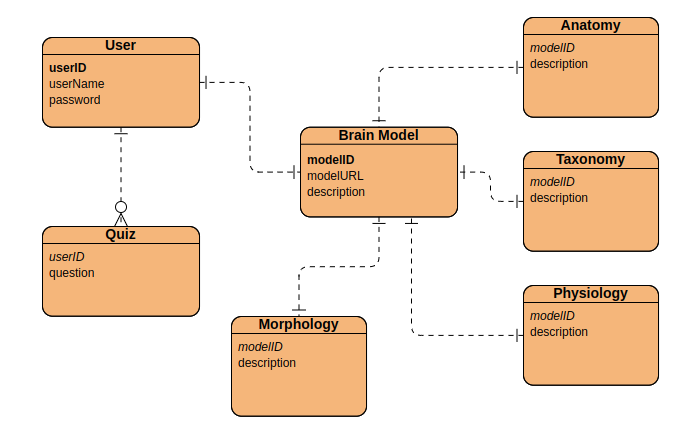 User
userID
userName
password
Quiz
userID
question
Brain Model
modelID
modelURL
description
Morphology
modelID
description
Anatomy
modelID
description
Taxonomy
modelID
description
Physiology
modelID
description